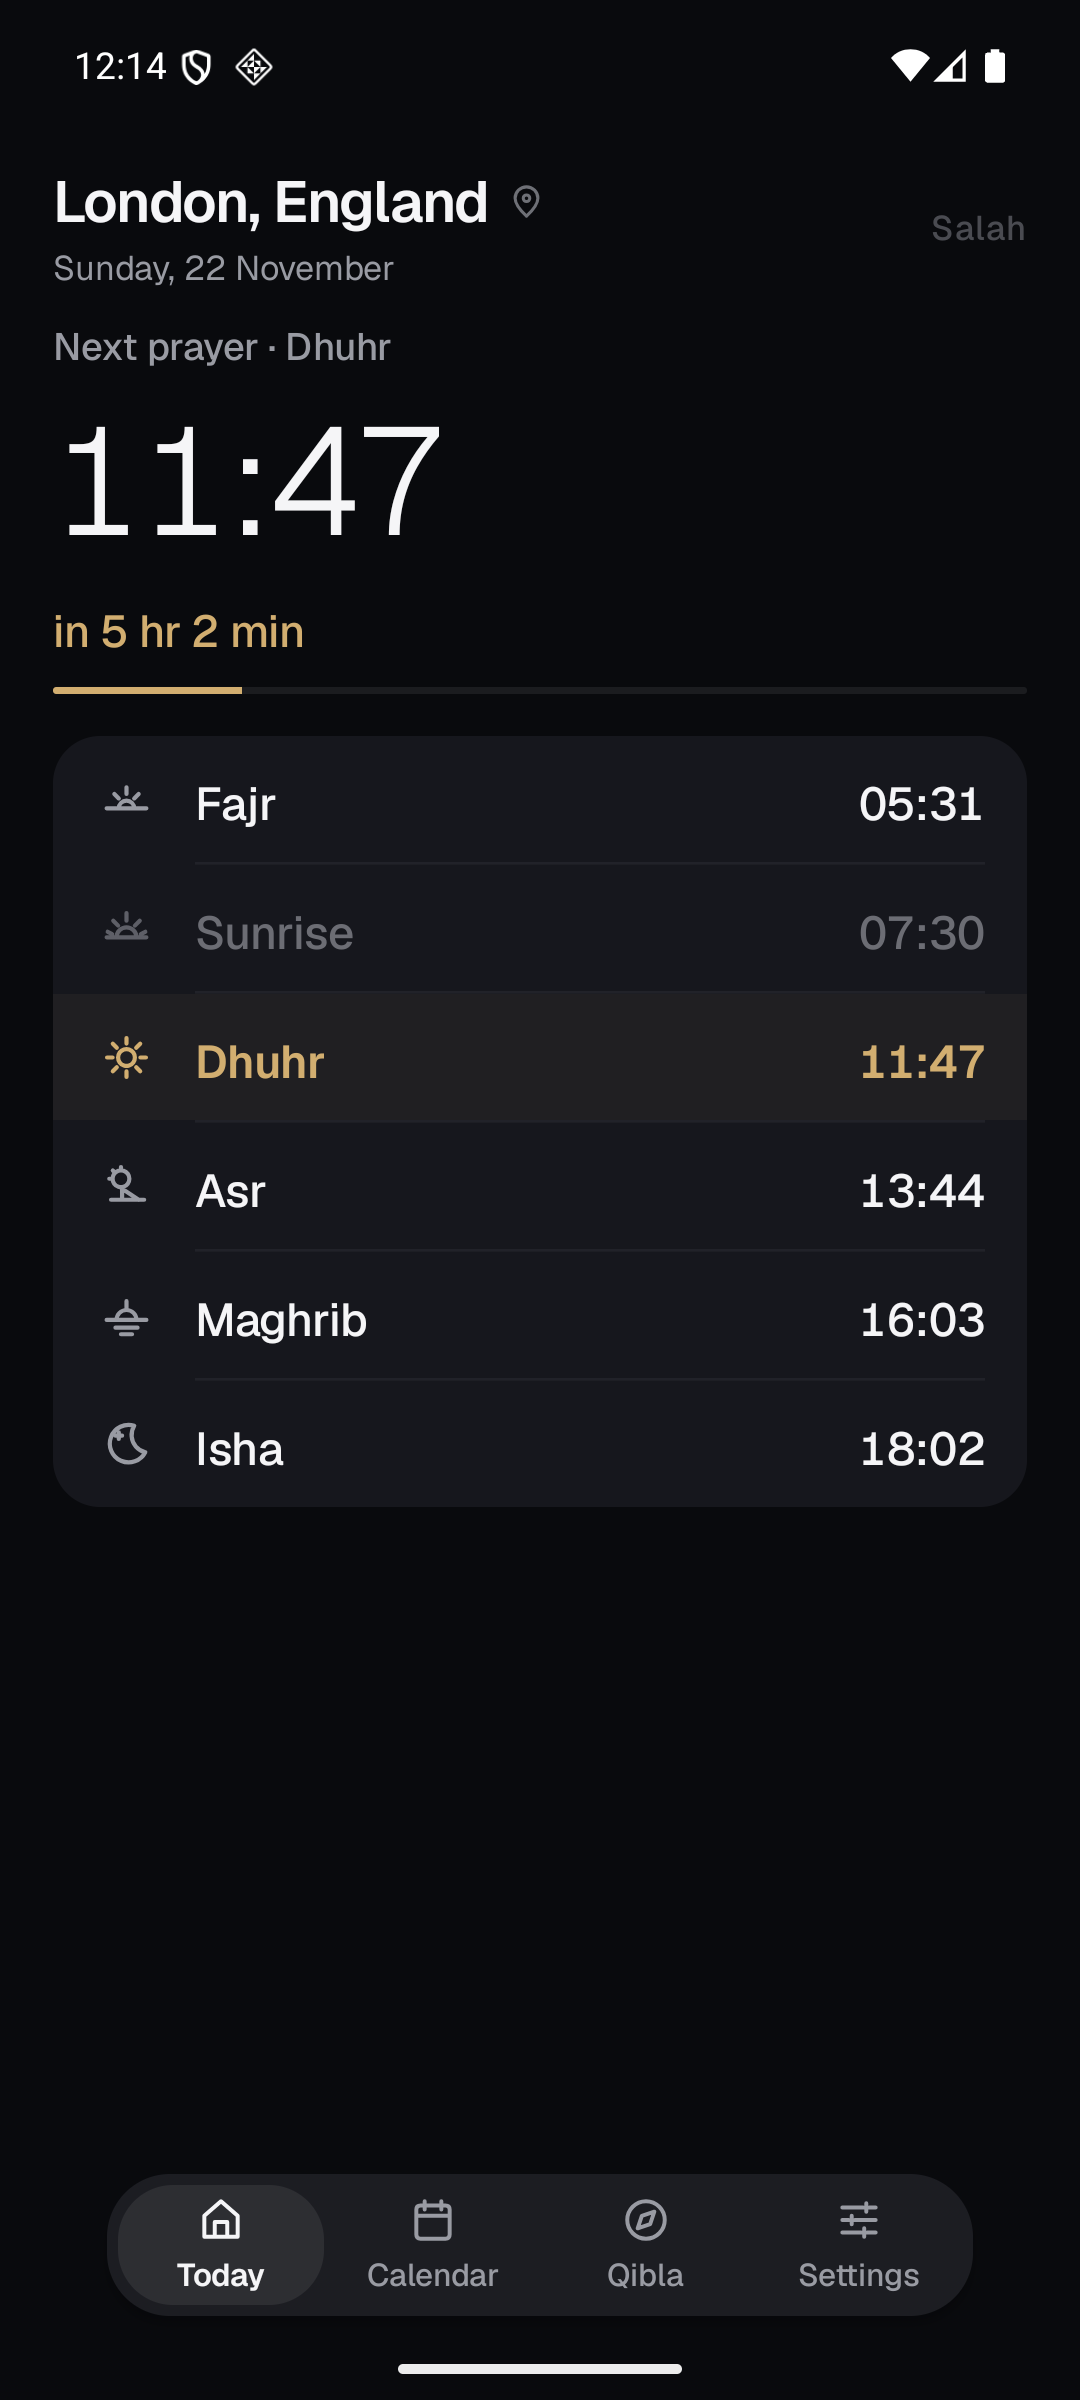 12:14
London, England
Salah
Sunday, 22 November
Next prayer · Dhuhr
11:47
in 5 hr 2 min
Fajr 05:31
Sunrise 07:30
Dhuhr 11:47
Asr 13:44
Maghrib 16:03
Isha 18:02
Today Calendar Qibla Settings